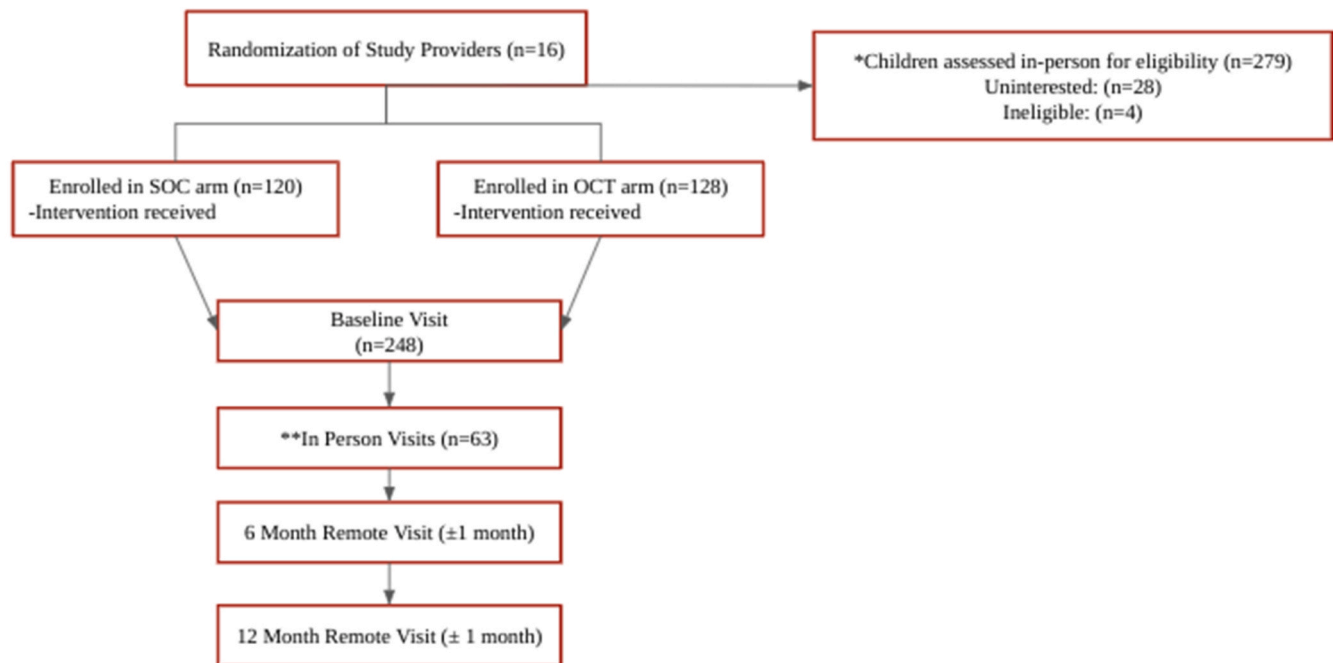 Randomization of Study Providers (n=16)
*Children assessed in-person for eligibility (n=279)
Uninterested: (n=28)
Ineligible: (n=4)
Enrolled in SOC arm (n=120)
-Intervention received
Enrolled in OCT arm (n=128)
-Intervention received
Baseline Visit
(n=248)
**In Person Visits (n=63)
6 Month Remote Visit (±1 month)
12 Month Remote Visit (± 1 month)